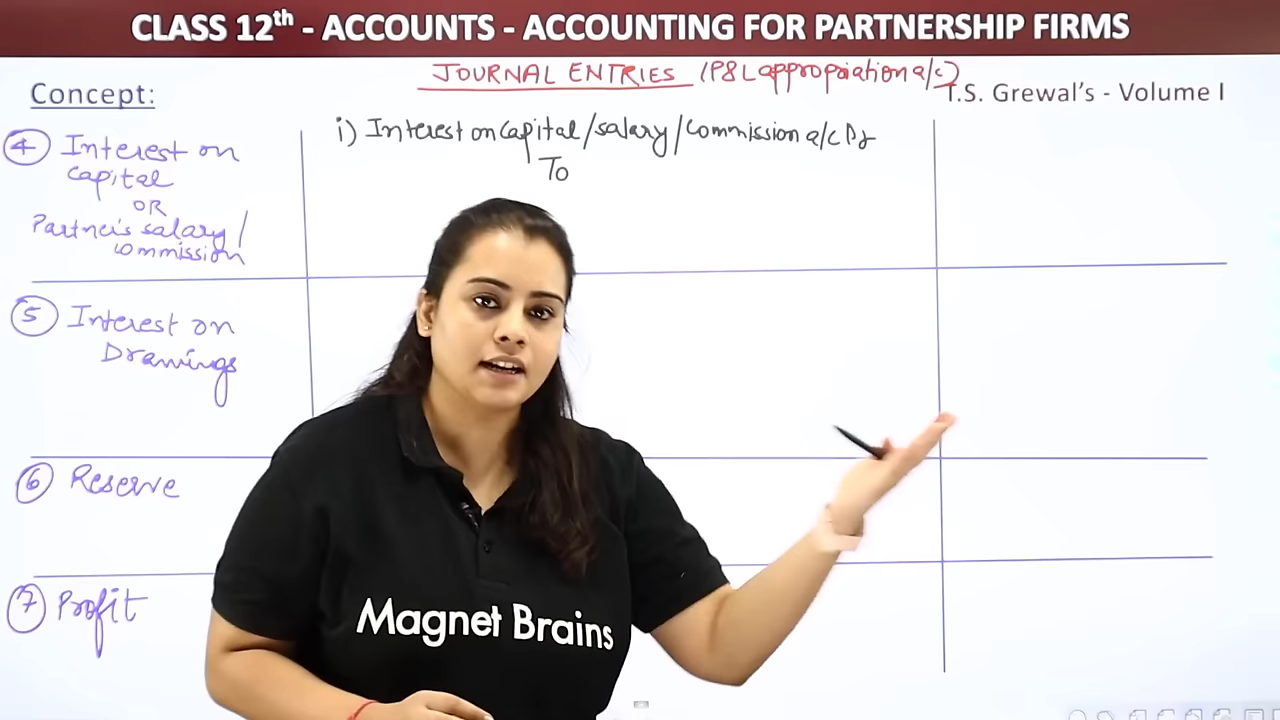 CLASS 12th - ACCOUNTS - ACCOUNTING FOR PARTNERSHIP FIRMS
JOURNAL ENTRIES (P&L appropriation a/c)
Concept:
T.S. Grewal's - Volume I
i) Interest on capital/salary/commission a/c Dr
To
4 Interest on
capital
OR
Partner's salary/
commission
5 Interest on
Drawings
6 Reserve
7 Profit
Magnet Brains